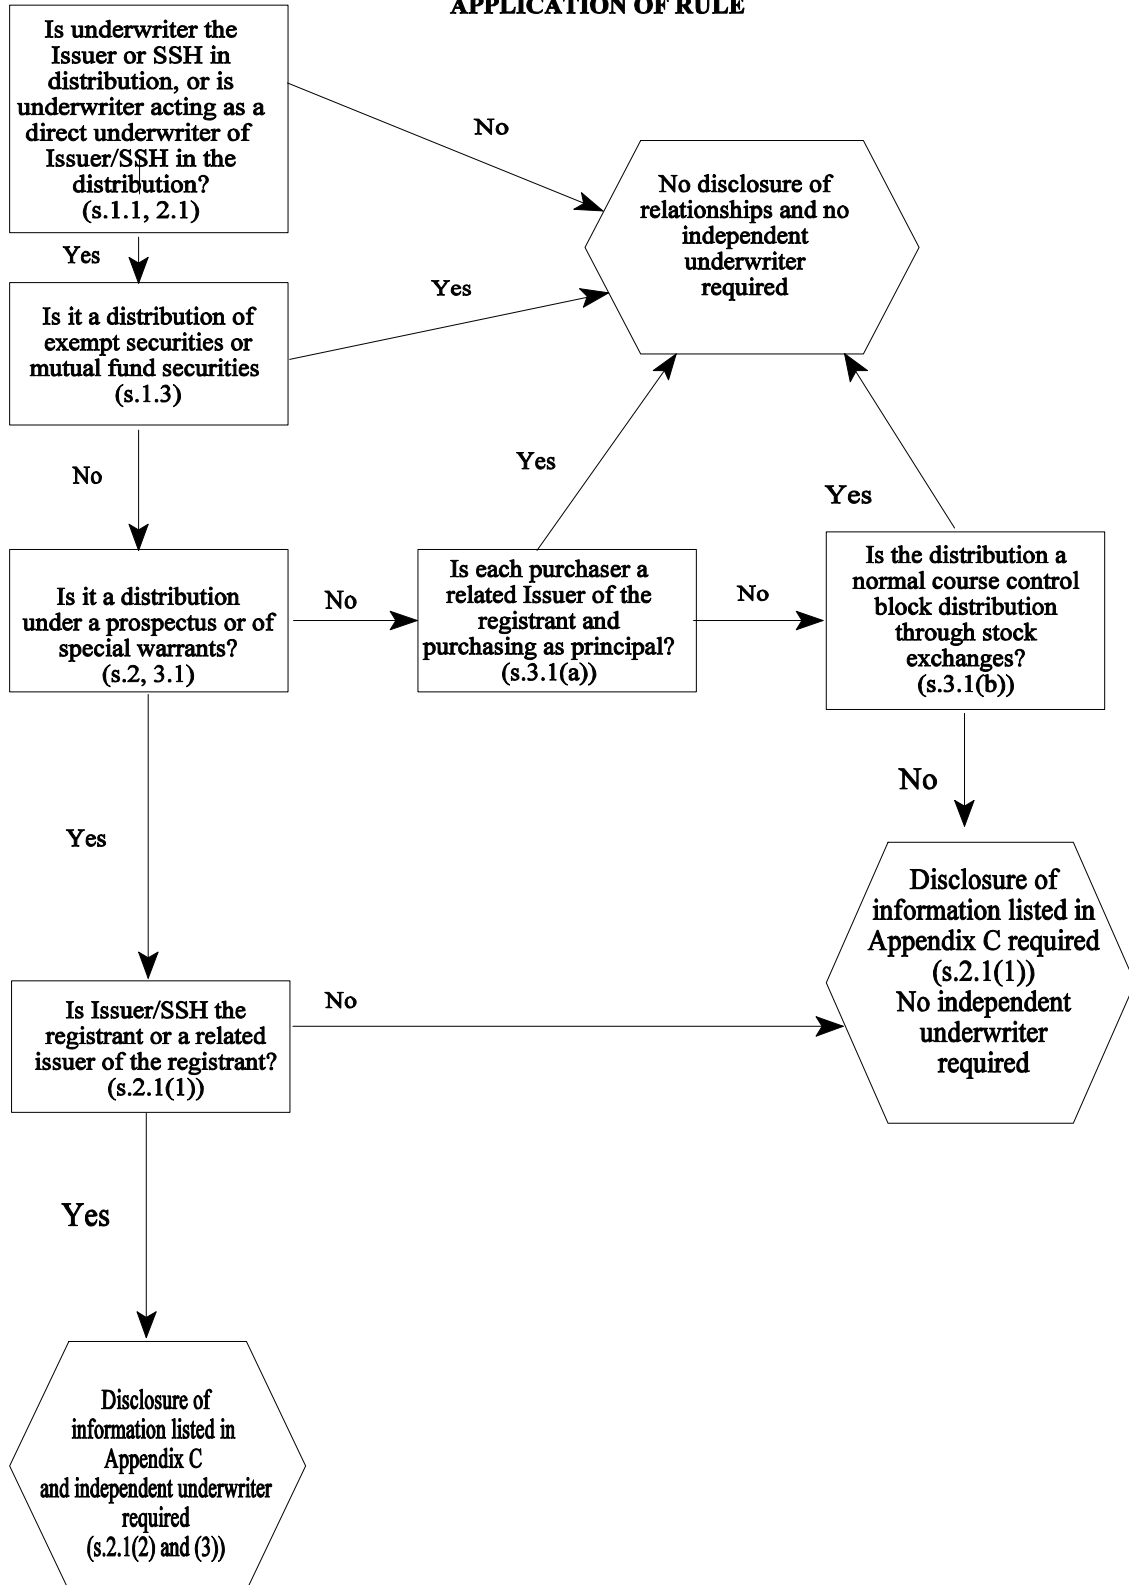 APPLICATION OF RULE
Is underwriter the
Issuer or SSH in
distribution, or is
underwriter acting as a
direct underwriter of
Issuer/SSH in the
distribution?
(s.1.1, 2.1)
No
No disclosure of
relationships and no
independent
underwriter
required
Yes
Is it a distribution of
exempt securities or
mutual fund securities
(s.1.3)
Yes
No
Yes
Yes
Is it a distribution
under a prospectus or of
special warrants?
(s.2, 3.1)
No
Is each purchaser a
related Issuer of the
registrant and
purchasing as principal?
(s.3.1(a))
No
Is the distribution a
normal course control
block distribution
through stock
exchanges?
(s.3.1(b))
No
Yes
Disclosure of
information listed in
Appendix C required
(s.2.1(1))
No independent
underwriter
required
Is Issuer/SSH the
registrant or a related
issuer of the registrant?
(s.2.1(1))
No
Yes
Disclosure of
information listed in
Appendix C
and independent underwriter
required
(s.2.1(2) and (3))